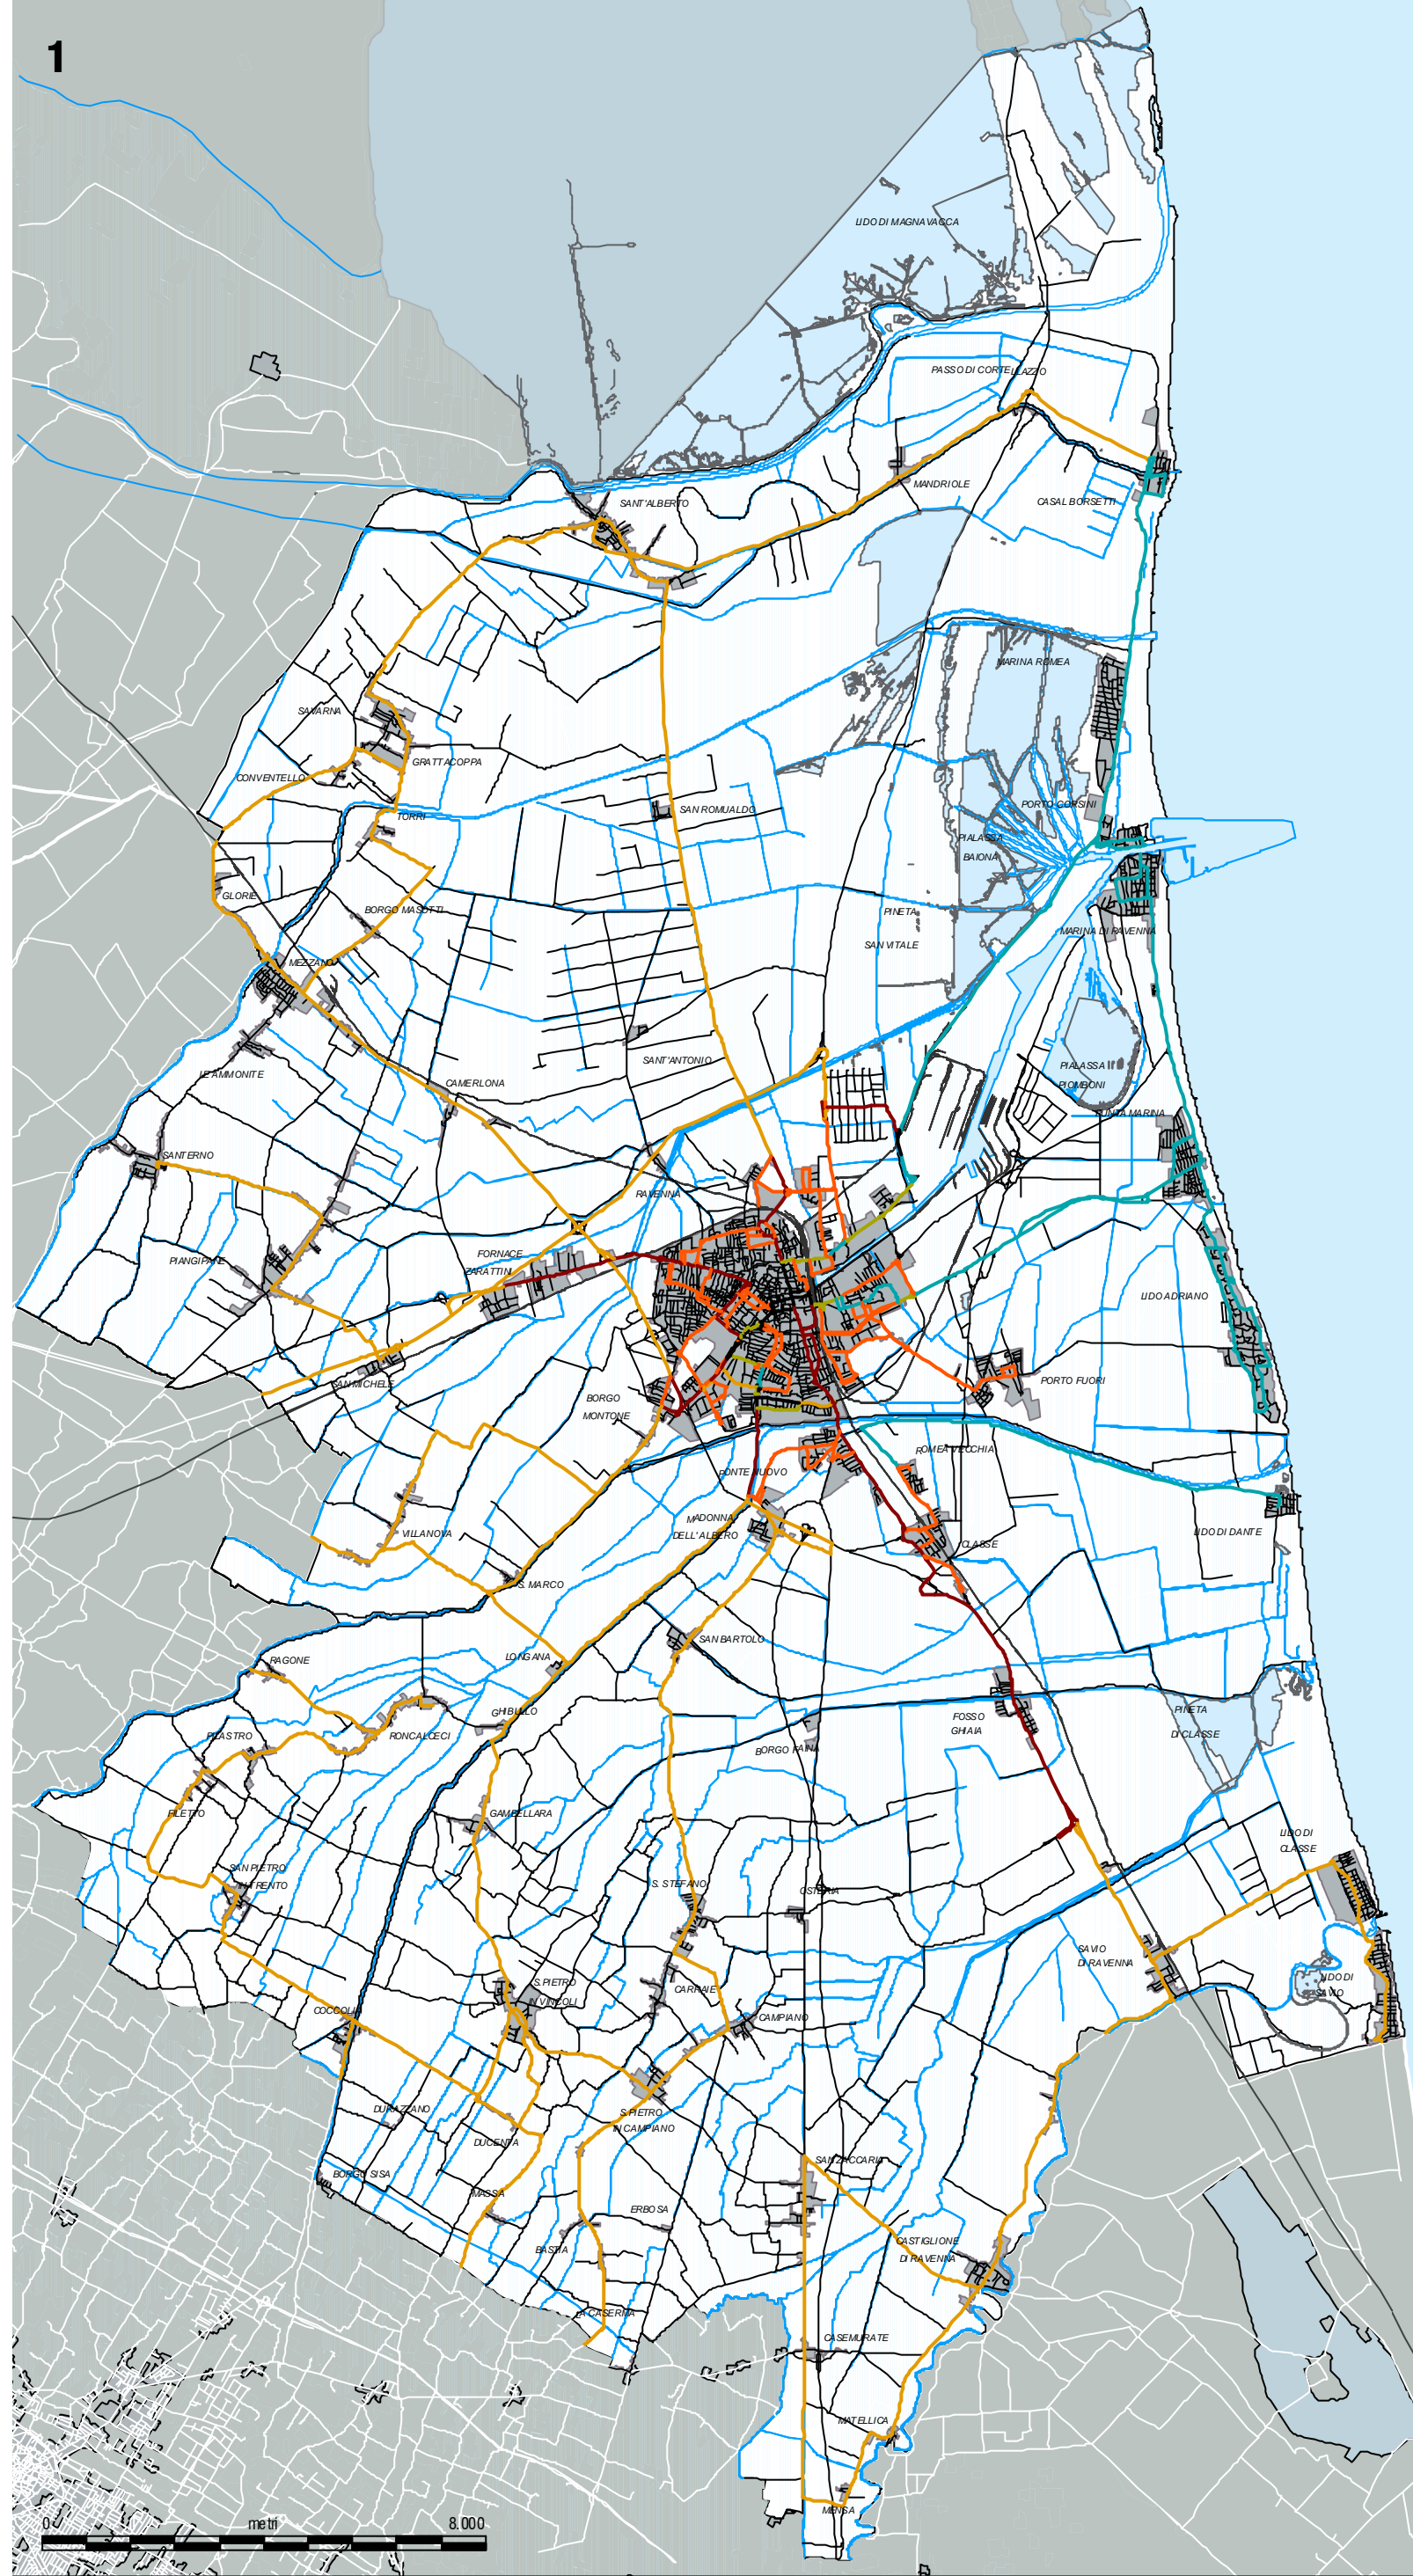 1
LIDO DI MAGNAVACCA
PASSO DI CORTELLAZZO
MANDRIOLE
SANT'ALBERTO
CASAL BORSETTI
MARINA ROMEA
SAVARNA
GRATTACOPPA
CONVENTELLO
PORTO CORSINI
SAN ROMUALDO
TORRI
PIALASSA
BAIONA
GLORIE
BORGO MASOTTI
PINETA
SAN VITALE
MARINA DI RAVENNA
MEZZANO
SANT'ANTONIO
PIALASSA
PIOMBONI
LE AMMONITE
CAMERLONA
PUNTA MARINA
SANTERNO
RAVENNA
FORNACE
ZARATTINI
PIANGIPANE
LIDO ADRIANO
SAN MICHELE
PORTO FUORI
BORGO
MONTONE
ROMEA VECCHIA
PONTE NUOVO
MADONNA
DELL'ALBERO
VILLANOVA
LIDO DI DANTE
CLASSE
S. MARCO
SAN BARTOLO
LONGANA
RAGONE
GHIBULLO
PINETA
DI CLASSE
FOSSO
GHIAIA
RONCALCECI
PILASTRO
BORGO FAINA
FILETTO
GAMBELLARA
LIDO DI
CLASSE
SAN PIETRO
IN TRENTO
S. STEFANO
OSTERIA
SAVIO
DI RAVENNA
LIDO DI
SAVIO
S.PIETRO
IN VINCOLI
CARRAIE
COCCOLIA
CAMPIANO
DURAZZANO
S.PIETRO
IN CAMPIANO
DUCENTA
SAN ZACCARIA
BORGO SISA
MASSA
ERBOSA
CASTIGLIONE
DI RAVENNA
BASTIA
LA CASERMA
CASEMURATE
MATELLICA
MENSA
0 metri 8.000